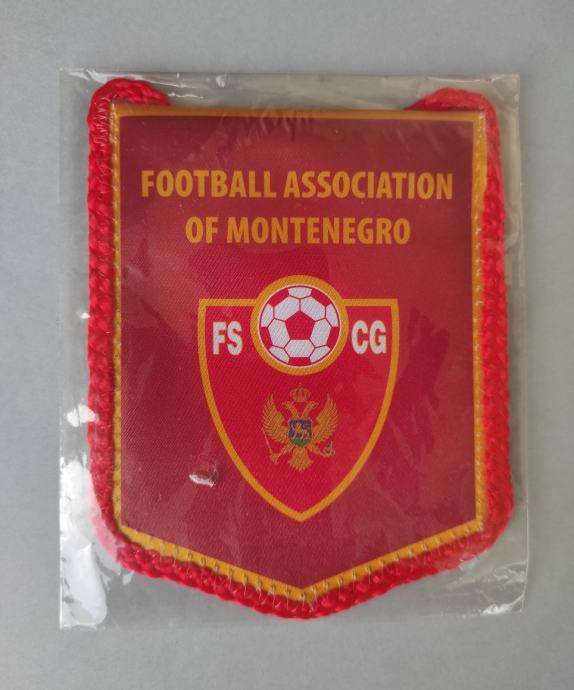 FOOTBALL ASSOCIATION
OF MONTENEGRO
FS CG